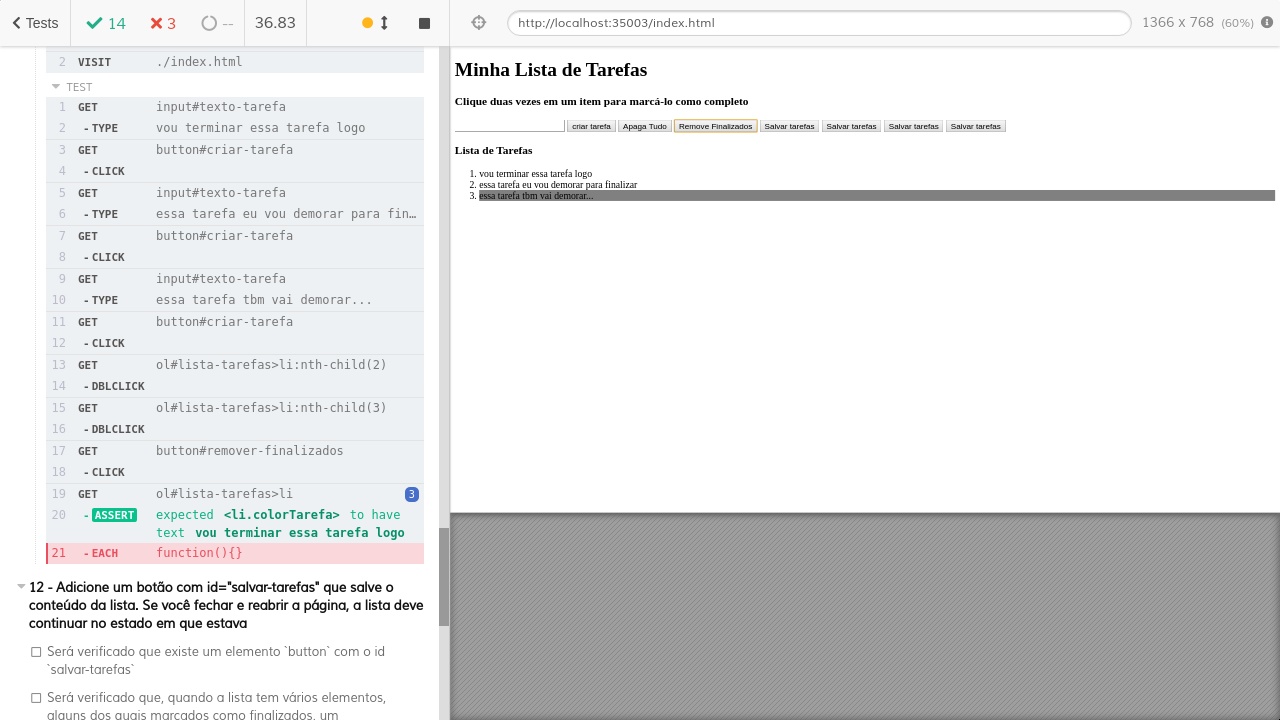 Tests 14 3 -- 36.83
2 VISIT ./index.html
TEST
1 GET input#texto-tarefa
2 - TYPE vou terminar essa tarefa logo
3 GET button#criar-tarefa
4 - CLICK
5 GET input#texto-tarefa
6 - TYPE essa tarefa eu vou demorar para fin…
7 GET button#criar-tarefa
8 - CLICK
9 GET input#texto-tarefa
10 - TYPE essa tarefa tbm vai demorar...
11 GET button#criar-tarefa
12 - CLICK
13 GET ol#lista-tarefas>li:nth-child(2)
14 - DBLCLICK
15 GET ol#lista-tarefas>li:nth-child(3)
16 - DBLCLICK
17 GET button#remover-finalizados
18 - CLICK
19 GET ol#lista-tarefas>li 3
20 - ASSERT expected <li.colorTarefa> to have
text vou terminar essa tarefa logo
21 - EACH function(){}
12 - Adicione um botão com id="salvar-tarefas" que salve o
conteúdo da lista. Se você fechar e reabrir a página, a lista deve
continuar no estado em que estava
Será verificado que existe um elemento `button` com o id
`salvar-tarefas`
Será verificado que, quando a lista tem vários elementos,
alguns dos quais marcados como finalizados, um
http://localhost:35003/index.html 1366 x 768 (60%)
Minha Lista de Tarefas
Clique duas vezes em um item para marcá-lo como completo
criar tarefa Apaga Tudo Remove Finalizados Salvar tarefas Salvar tarefas Salvar tarefas Salvar tarefas
Lista de Tarefas
1. vou terminar essa tarefa logo
2. essa tarefa eu vou demorar para finalizar
3. essa tarefa tbm vai demorar...